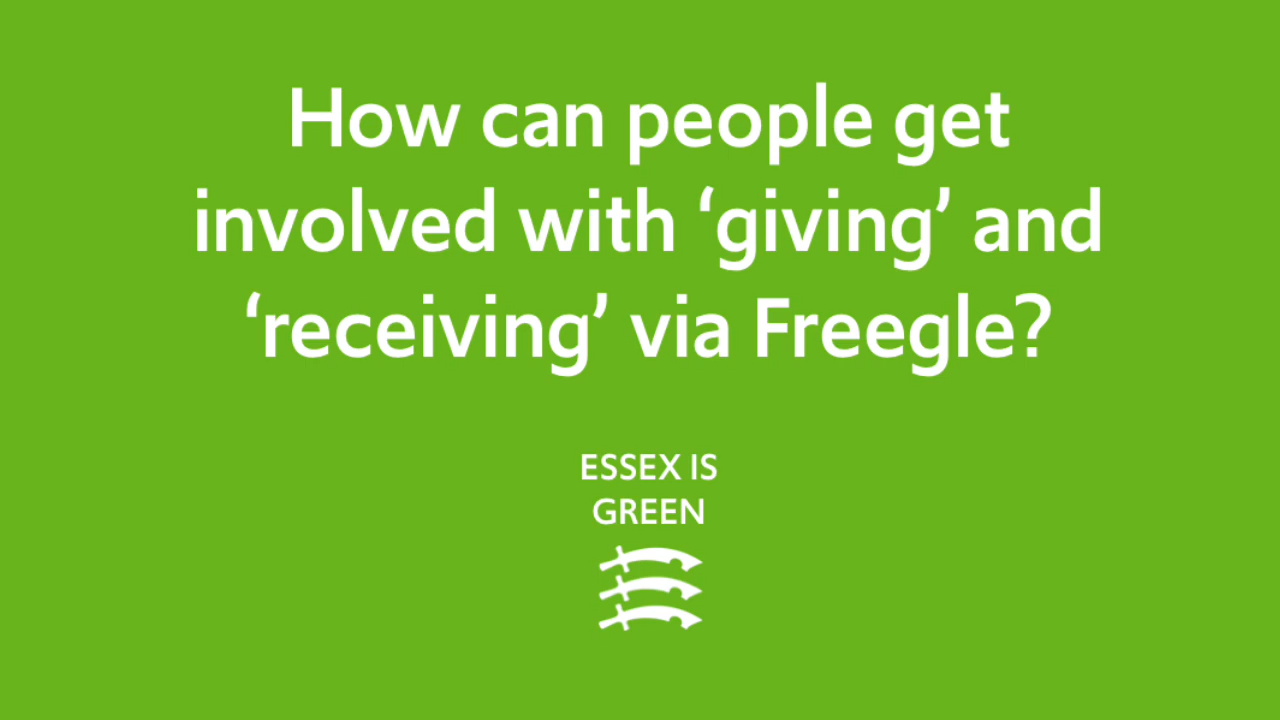 How can people get
involved with ‘giving’ and
‘receiving’ via Freegle?
ESSEX IS
GREEN